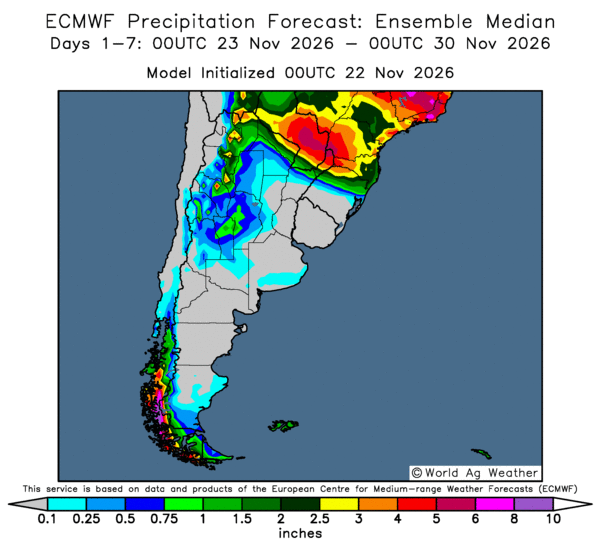 ECMWF Precipitation Forecast: Ensemble Median
Days 1-7: 00UTC 23 Nov 2026 - 00UTC 30 Nov 2026
Model Initialized 00UTC 22 Nov 2026
© World Ag Weather
This service is based on data and products of the European Centre for Medium-range Weather Forecasts (ECMWF)
0.1 0.25 0.5 0.75 1 1.5 2 2.5 3 4 5 6 8 10
inches